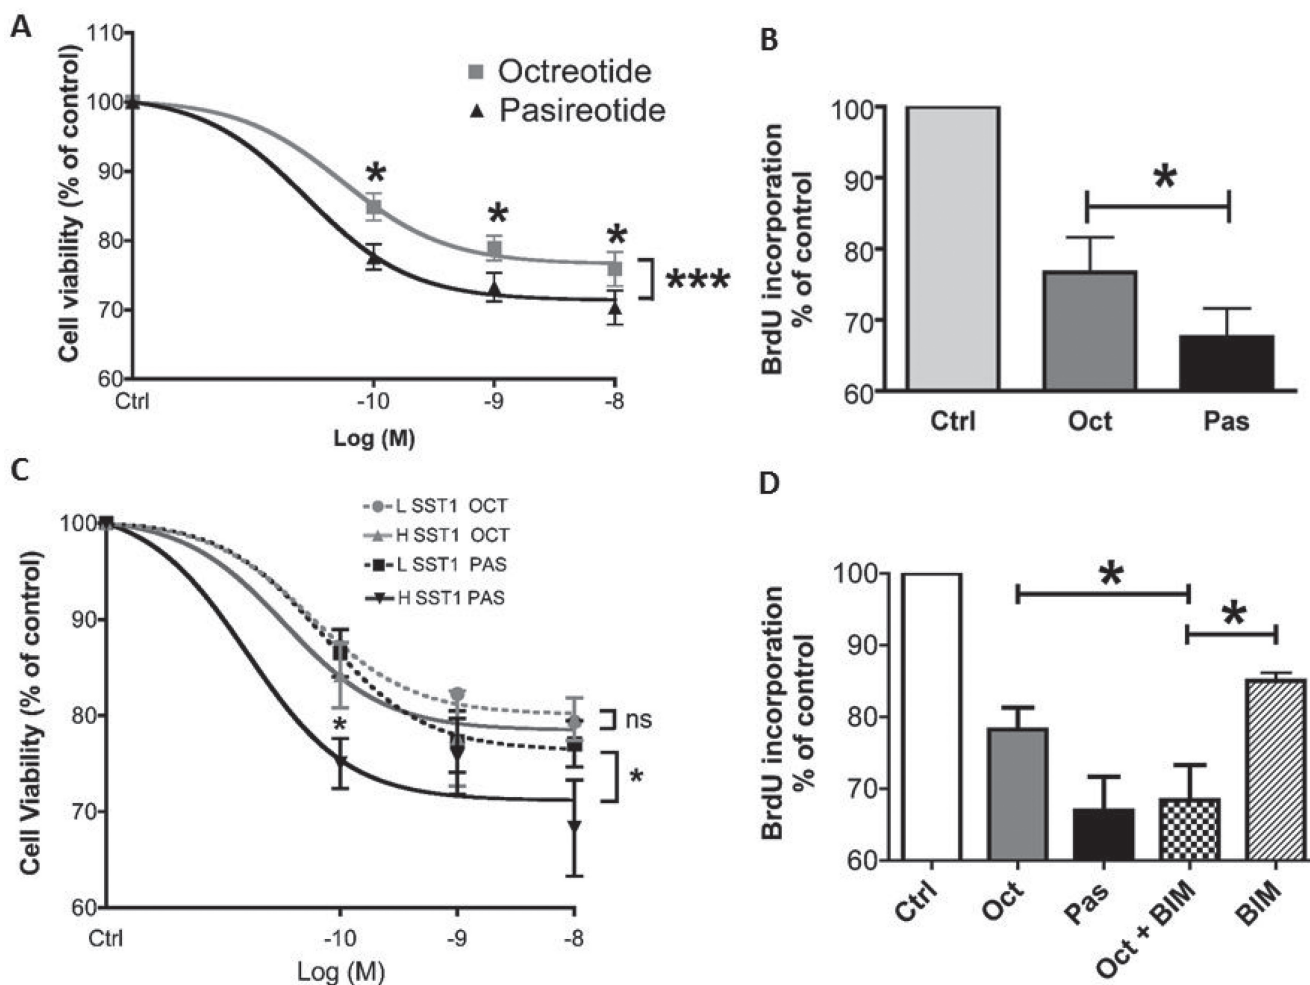 A
Cell viability (% of control)
110
100
90
80
70
60
Octreotide
Pasireotide
*
*
*
***
Ctrl
-10
-9
-8
Log (M)
B
BrdU incorporation
% of control
100
90
80
70
60
*
Ctrl
Oct
Pas
C
Cell Viability (% of control)
100
90
80
70
60
L SST1 OCT
H SST1 OCT
L SST1 PAS
H SST1 PAS
*
ns
*
Ctrl
-10
-9
-8
Log (M)
D
BrdU incorporation
% of control
100
90
80
70
60
*
*
Ctrl
Oct
Pas
Oct + BIM
BIM